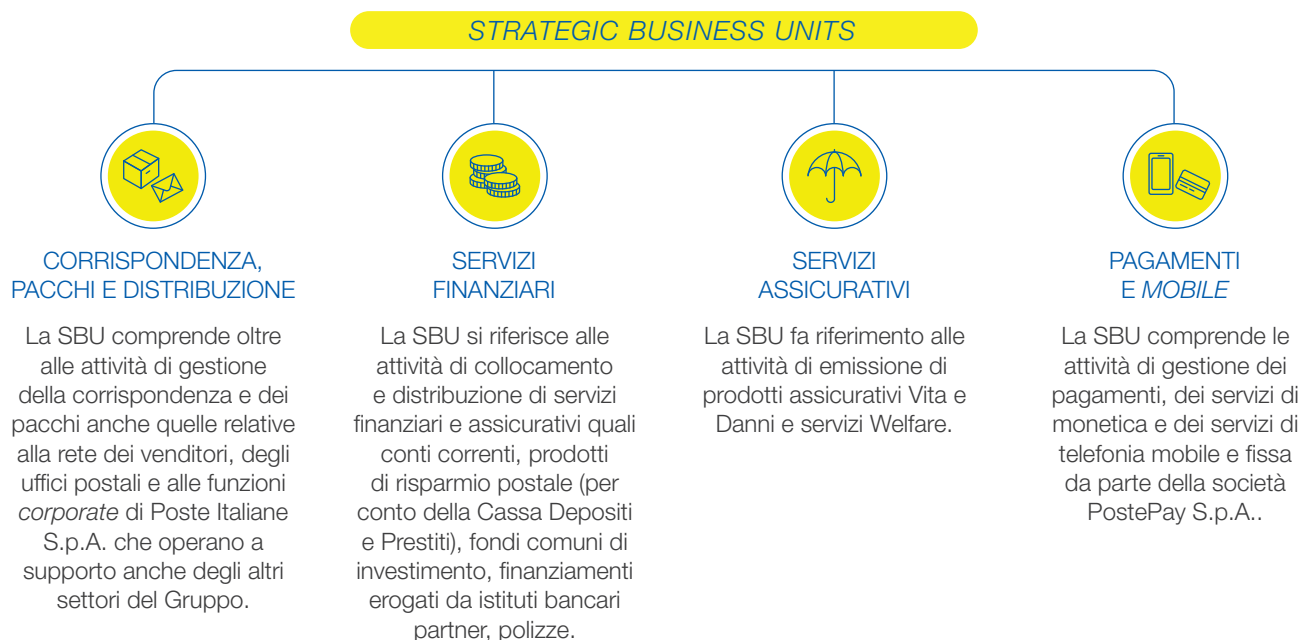 STRATEGIC BUSINESS UNITS
CORRISPONDENZA,
PACCHI E DISTRIBUZIONE
La SBU comprende oltre
alle attività di gestione
della corrispondenza e dei
pacchi anche quelle relative
alla rete dei venditori, degli
uffici postali e alle funzioni
corporate di Poste Italiane
S.p.A. che operano a
supporto anche degli altri
settori del Gruppo.
SERVIZI
FINANZIARI
La SBU si riferisce alle
attività di collocamento
e distribuzione di servizi
finanziari e assicurativi quali
conti correnti, prodotti
di risparmio postale (per
conto della Cassa Depositi
e Prestiti), fondi comuni di
investimento, finanziamenti
erogati da istituti bancari
partner, polizze.
SERVIZI
ASSICURATIVI
La SBU fa riferimento alle
attività di emissione di
prodotti assicurativi Vita e
Danni e servizi Welfare.
PAGAMENTI
E MOBILE
La SBU comprende le
attività di gestione dei
pagamenti, dei servizi di
monetica e dei servizi di
telefonia mobile e fissa
da parte della società
PostePay S.p.A..